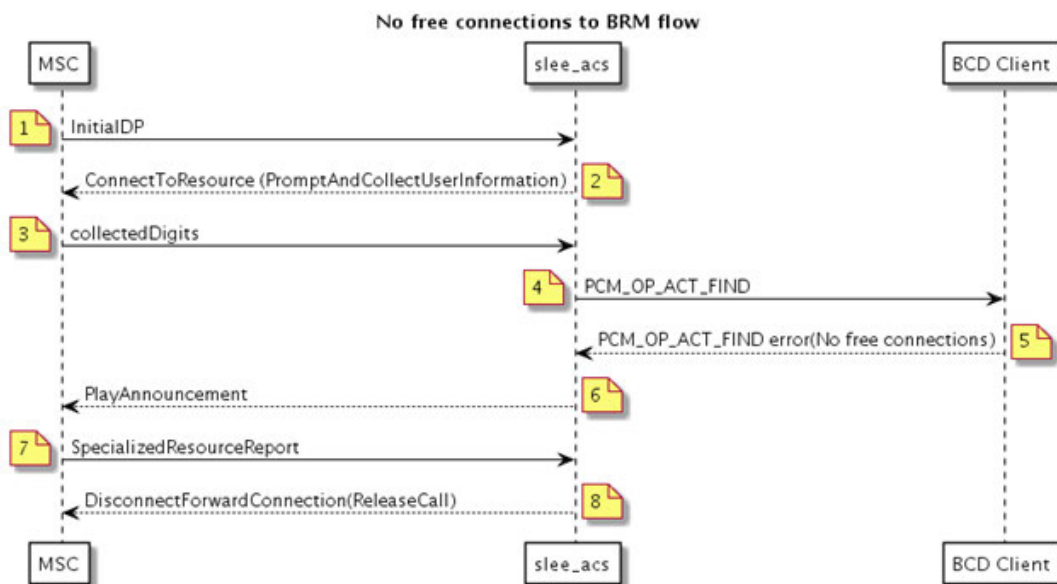 No free connections to BRM flow
MSC slee_acs BCD Client
1 InitialDP
ConnectToResource (PromptAndCollectUserInformation) 2
3 collectedDigits
4 PCM_OP_ACT_FIND
PCM_OP_ACT_FIND error(No free connections) 5
PlayAnnouncement 6
7 SpecializedResourceReport
DisconnectForwardConnection(ReleaseCall) 8
MSC slee_acs BCD Client